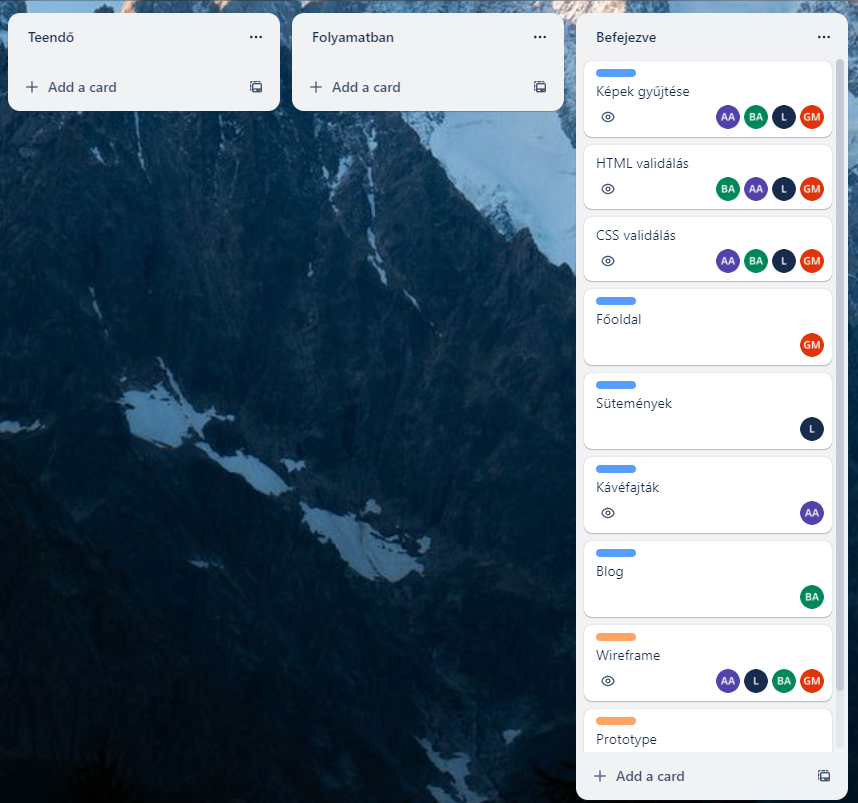 Teendő
Add a card
Folyamatban
Add a card
Befejezve
Képek gyűjtése
AA BA L GM
HTML validálás
BA AA L GM
CSS validálás
AA BA L GM
Főoldal
GM
Sütemények
L
Kávéfajták
AA
Blog
BA
Wireframe
AA L BA GM
Prototype
Add a card